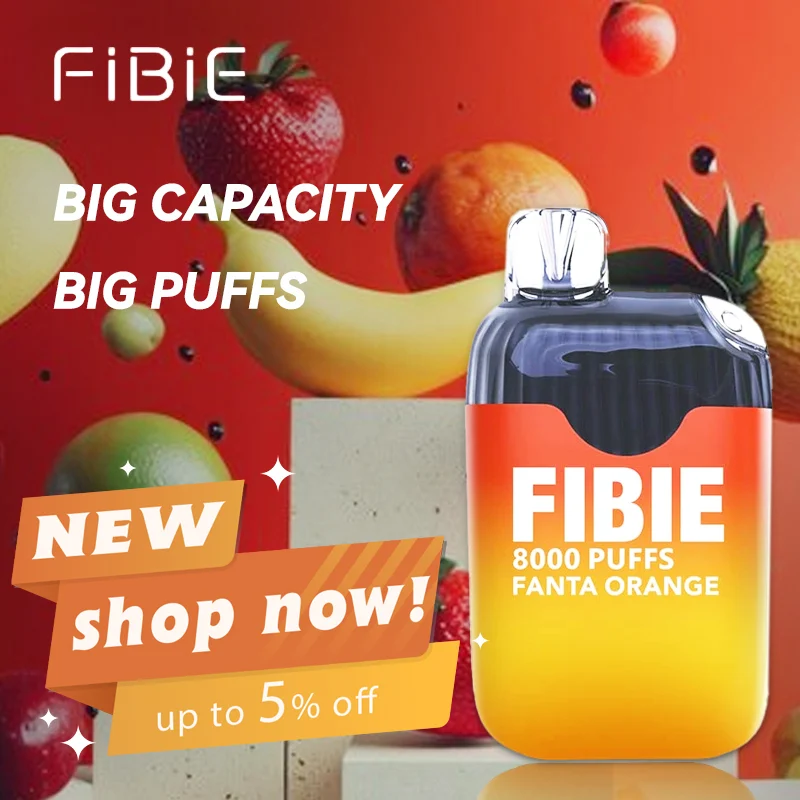 FiBiE
BIG CAPACITY
BIG PUFFS
FIBIE
8000 PUFFS
FANTA ORANGE
NEW
shop now!
up to 5% off